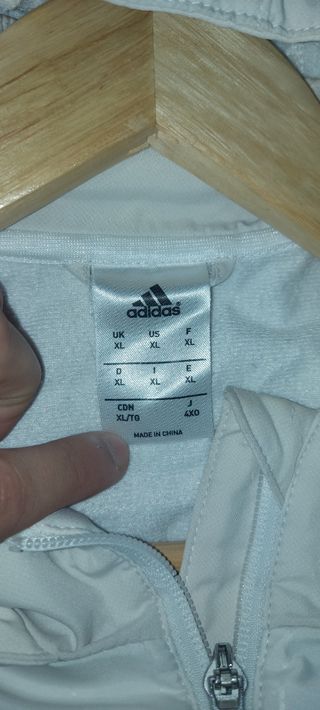 adidas
UK US F
XL XL XL
D I E
XL XL XL
CDN J
XL/TG 4XO
MADE IN CHINA